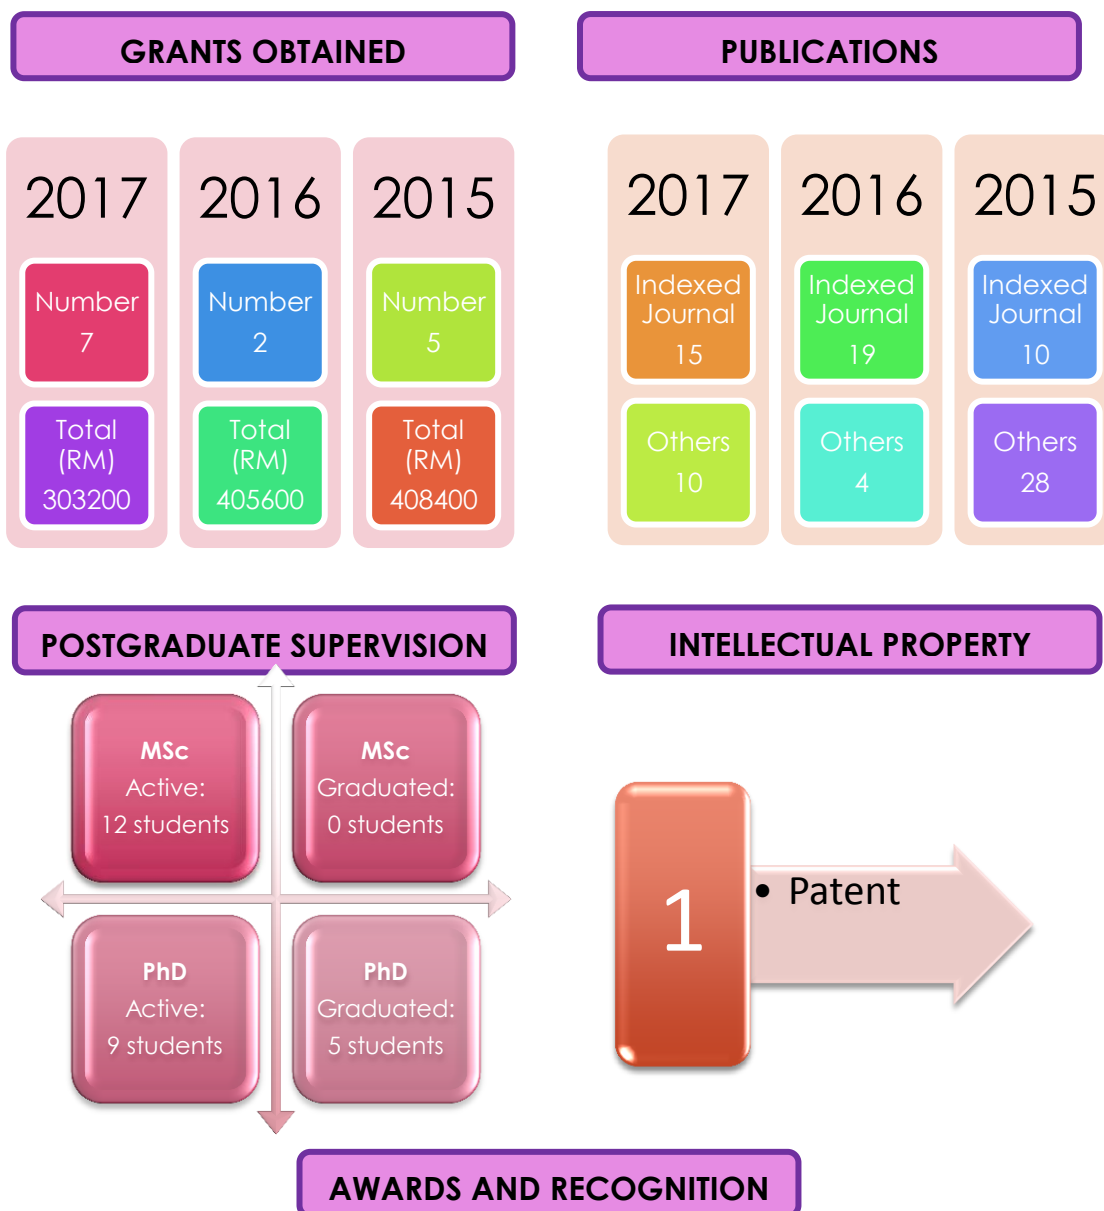 GRANTS OBTAINED
2017
Number
7
Total
(RM)
303200
2016
Number
2
Total
(RM)
405600
2015
Number
5
Total
(RM)
408400
PUBLICATIONS
2017
Indexed
Journal
15
Others
10
2016
Indexed
Journal
19
Others
4
2015
Indexed
Journal
10
Others
28
POSTGRADUATE SUPERVISION
MSc
Active:
12 students
MSc
Graduated:
0 students
PhD
Active:
9 students
PhD
Graduated:
5 students
INTELLECTUAL PROPERTY
1
• Patent
AWARDS AND RECOGNITION